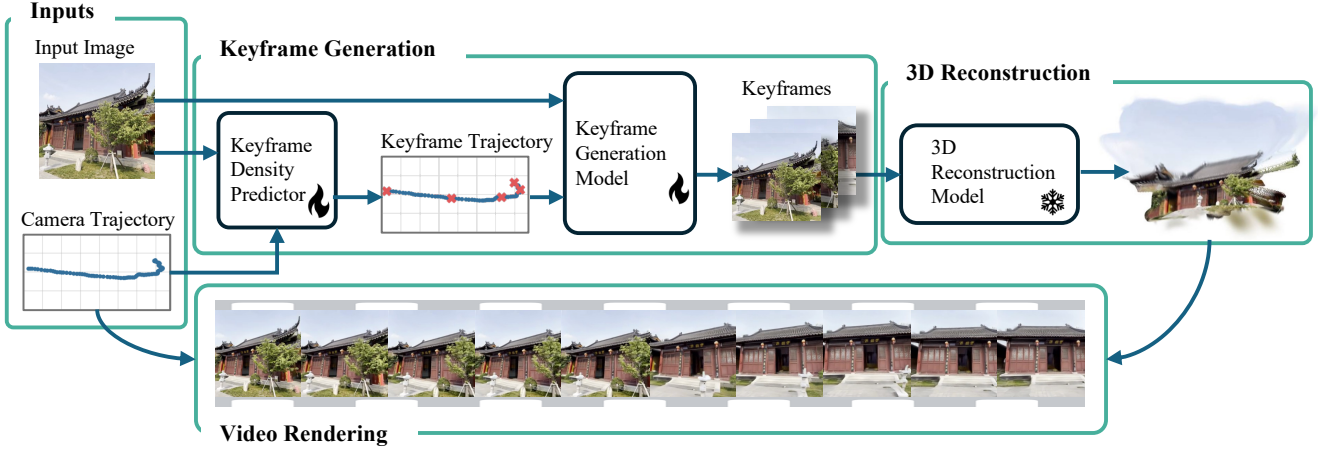 Inputs
Input Image
Camera Trajectory
Keyframe Generation
Keyframe
Density
Predictor
Keyframe Trajectory
Keyframe
Generation
Model
Keyframes
3D Reconstruction
3D
Reconstruction
Model
Video Rendering